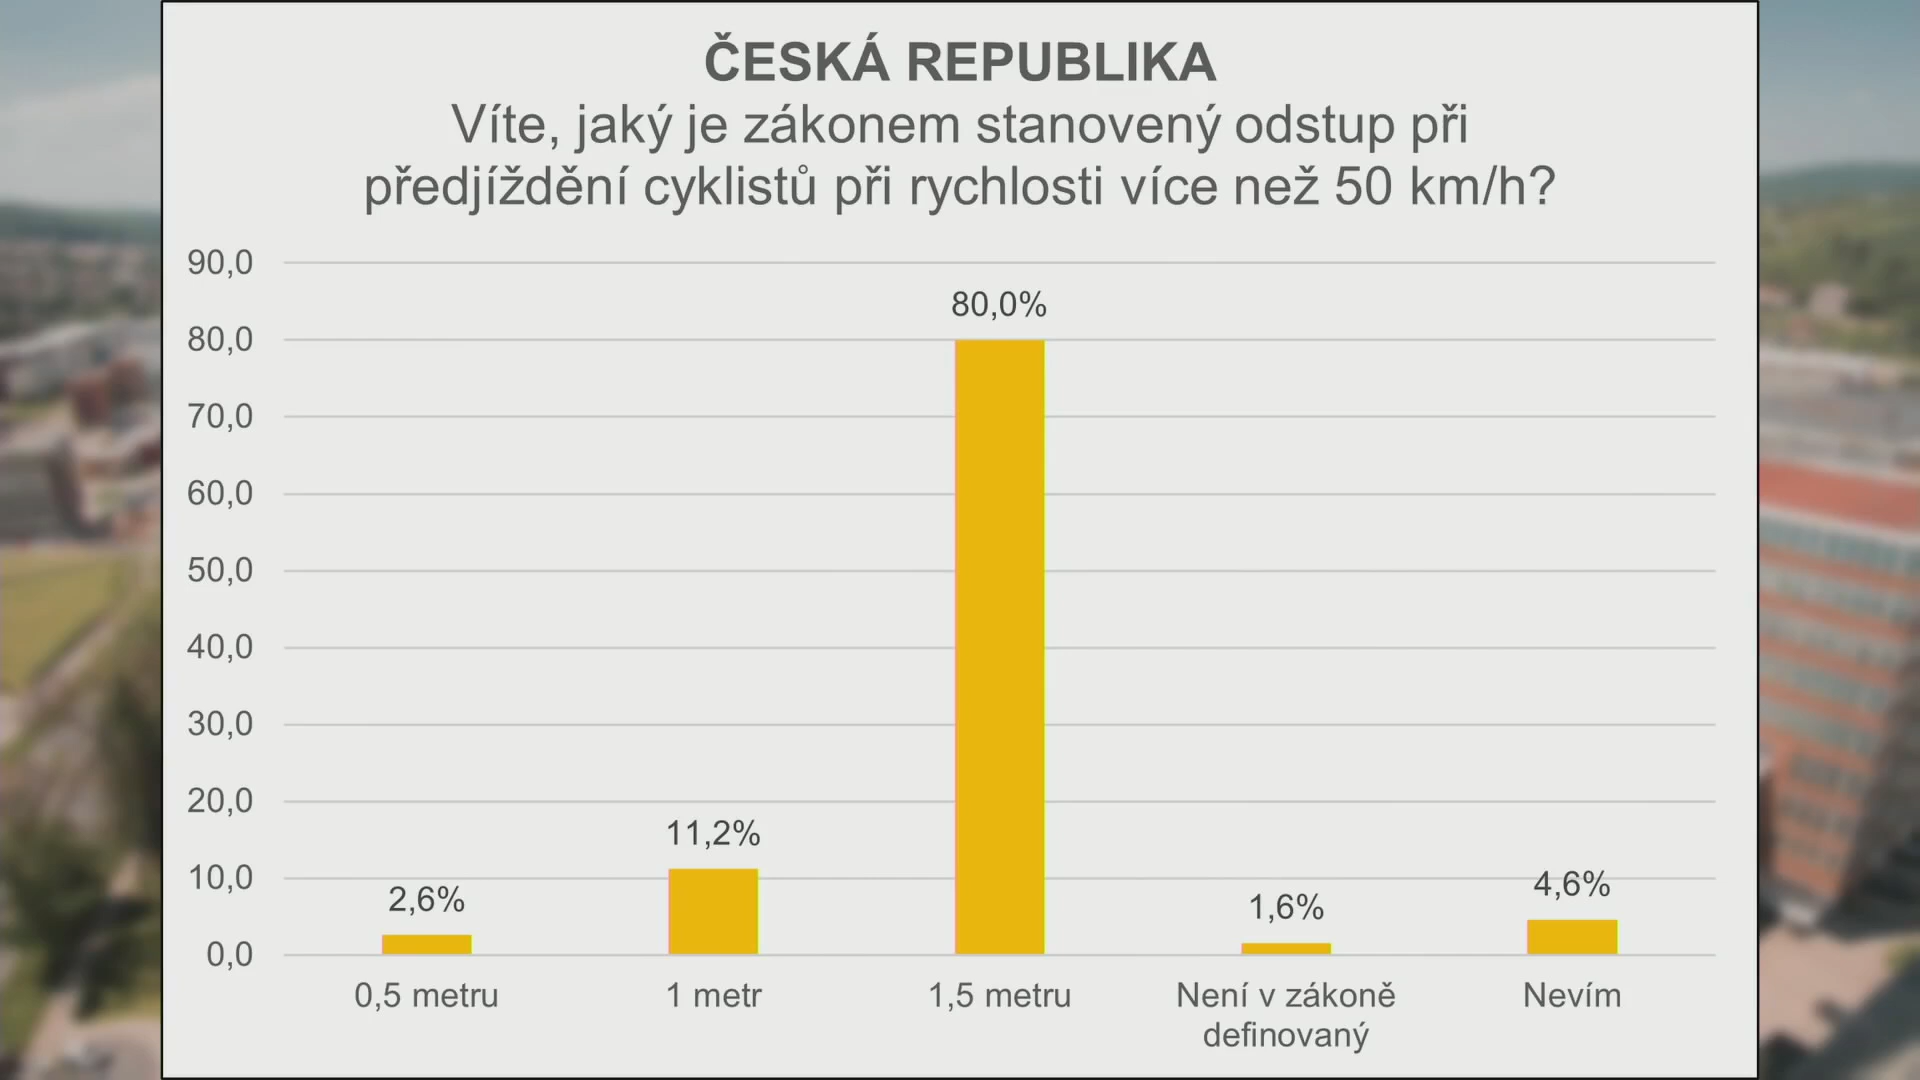 ČESKÁ REPUBLIKA
Víte, jaký je zákonem stanovený odstup při
předjíždění cyklistů při rychlosti více než 50 km/h?
90,0
80,0
70,0
60,0
50,0
40,0
30,0
20,0
10,0
0,0
2,6%
11,2%
80,0%
1,6%
4,6%
0,5 metru
1 metr
1,5 metru
Není v zákoně
definovaný
Nevím